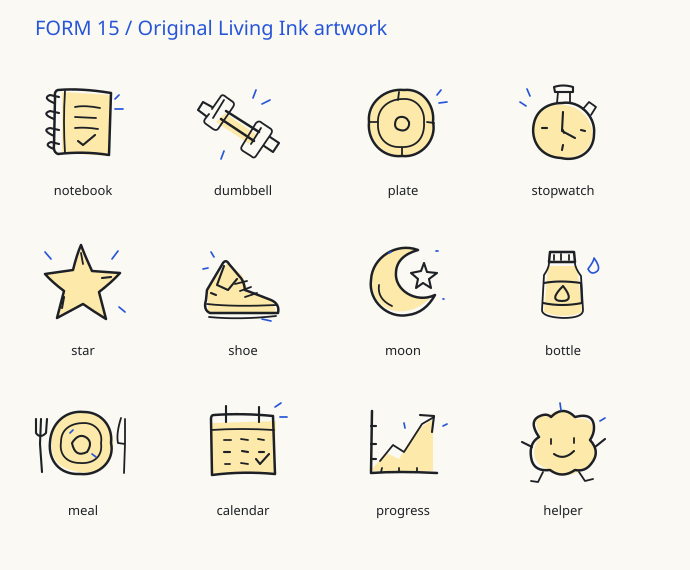 FORM 15 / Original Living Ink artwork
notebook
dumbbell
plate
stopwatch
star
shoe
moon
bottle
meal
calendar
progress
helper